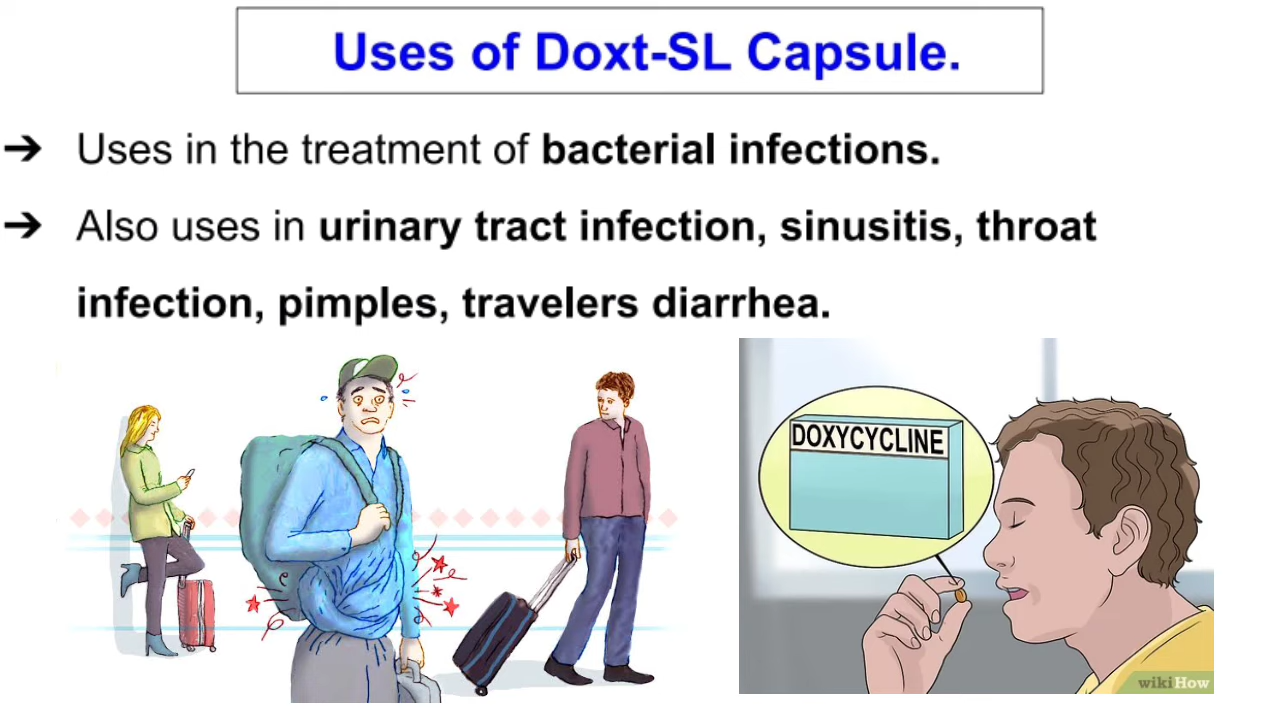 Uses of Doxt-SL Capsule.
➔ Uses in the treatment of bacterial infections.
➔ Also uses in urinary tract infection, sinusitis, throat
infection, pimples, travelers diarrhea.
DOXYCYCLINE
wikiHow